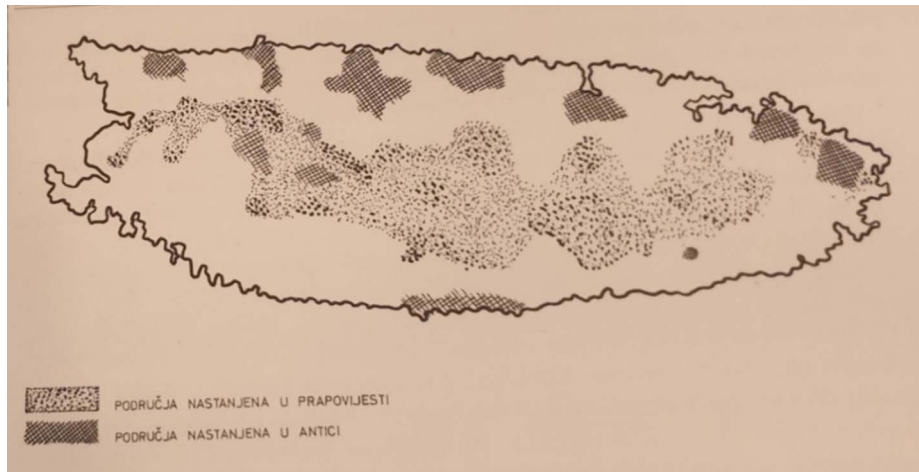 PODRUČJA NASTANJENA U PRAPOVIJESTI
PODRUČJA NASTANJENA U ANTICI